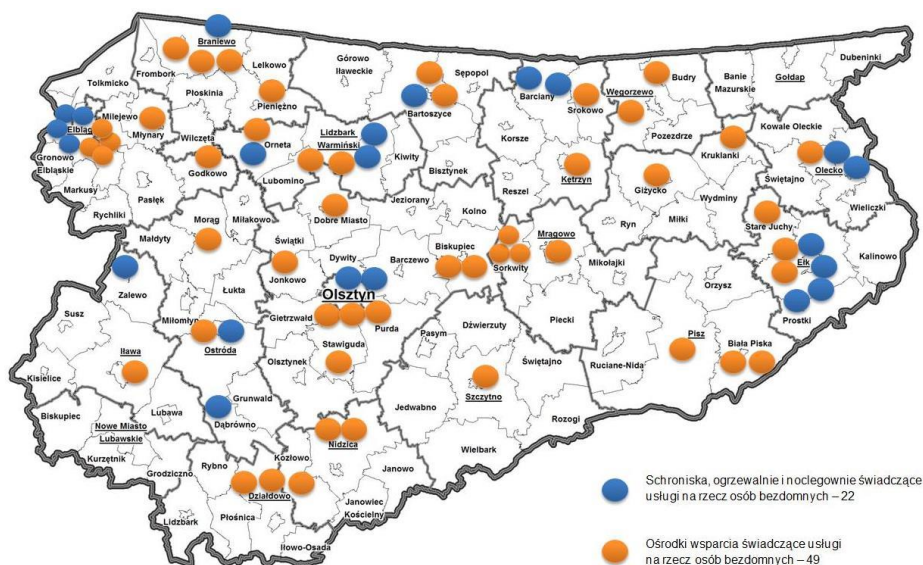 Braniewo
Frombork
Lelkowo
Płoskinia
Pieniężno
Górowo
Iławeckie
Sępopol
Bartoszyce
Bisztynek
Barciany
Srokowo
Korsze
Kętrzyn
Reszel
Węgorzewo
Budry
Pozezdrze
Banie
Mazurskie
Gołdap
Dubeninki
Tolkmicko
Milejewo
Elbląg
Młynary
Gronowo
Elbląskie
Markusy
Rychliki
Pasłęk
Wilczęta
Godkowo
Orneta
Lidzbark
Warmiński
Lubomino
Kiwity
Kruklanki
Giżycko
Wydminy
Ryn
Miłki
Kowale Oleckie
Olecko
Świętajno
Wieliczki
Stare Juchy
Ełk
Kalinowo
Prostki
Morąg
Miłakowo
Małdyty
Zalewo
Łukta
Miłomłyn
Ostróda
Grunwald
Dąbrówno
Dobre Miasto
Jeziorany
Kolno
Świątki
Dywity
Barczewo
Biskupiec
Jonkowo
Olsztyn
Gietrzwałd
Purda
Stawiguda
Olsztynek
Sorkwity
Mrągowo
Mikołajki
Piecki
Orzysz
Pisz
Biała Piska
Ruciane-Nida
Susz
Iława
Kisielice
Lubawa
Biskupiec
Nowe Miasto
Lubawskie
Kurzętnik
Grodziczno
Pasym
Dźwierzuty
Świętajno
Szczytno
Jedwabno
Rozogi
Wielbark
Nidzica
Kozłowo
Janowo
Janowiec
Kościelny
Rybno
Działdowo
Płośnica
Lidzbark
Iłowo-Osada
Schroniska, ogrzewalnie i noclegownie świadczące
usługi na rzecz osób bezdomnych – 22
Ośrodki wsparcia świadczące usługi
na rzecz osób bezdomnych – 49